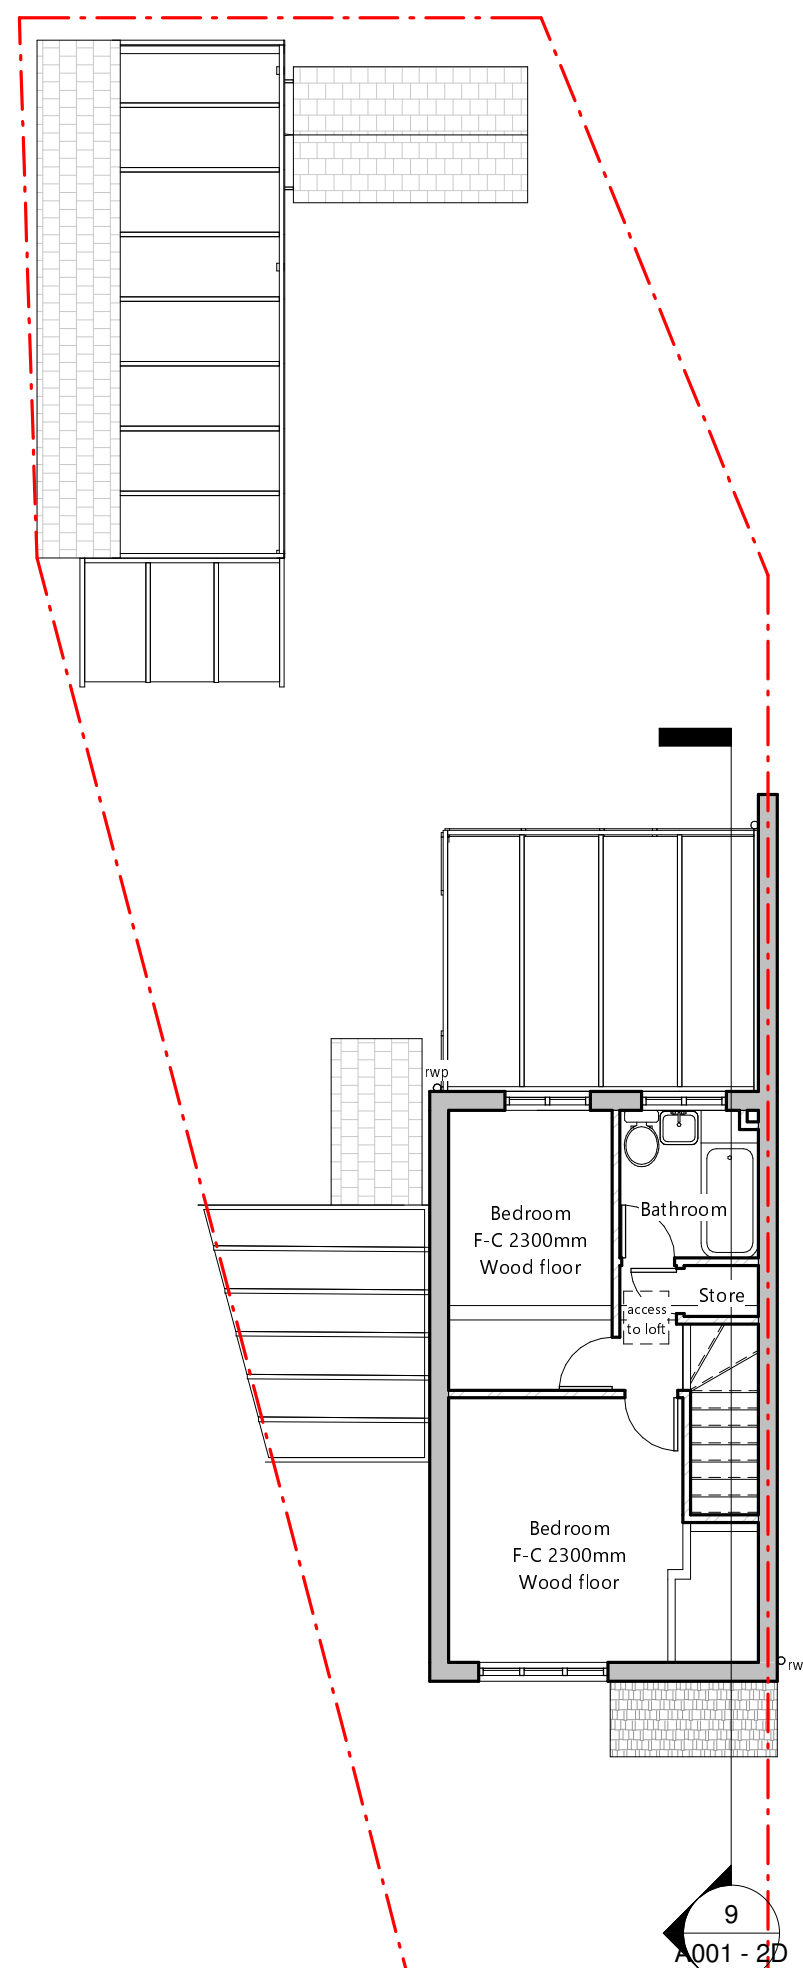 rwp
Bedroom
F-C 2300mm
Wood floor
Bathroom
Store
access
to loft
Bedroom
F-C 2300mm
Wood floor
rw
9
A001 - 2D